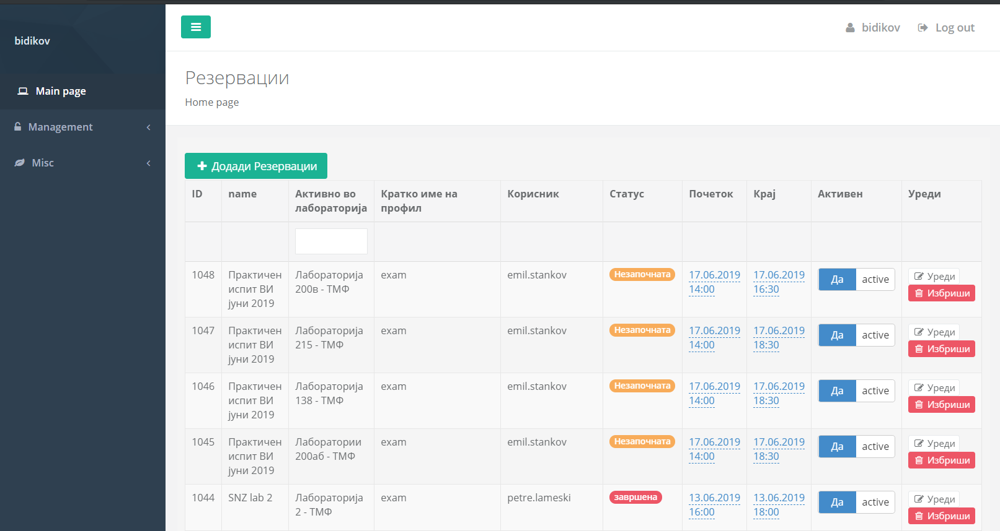 bidikov
Main page
Management
Misc
bidikov Log out
Резервации
Home page
Додади Резервации
ID name Активно во лабораторија Кратко име на профил Корисник Статус Почеток Крај Активен Уреди
1048 Практичен испит ВИ јуни 2019 Лабораторија 200в - ТМФ exam emil.stankov Незапочната 17.06.2019 14:00 17.06.2019 16:30 Да active Уреди Избриши
1047 Практичен испит ВИ јуни 2019 Лабораторија 215 - ТМФ exam emil.stankov Незапочната 17.06.2019 14:00 17.06.2019 18:30 Да active Уреди Избриши
1046 Практичен испит ВИ јуни 2019 Лабораторија 138 - ТМФ exam emil.stankov Незапочната 17.06.2019 14:00 17.06.2019 18:30 Да active Уреди Избриши
1045 Практичен испит ВИ јуни 2019 Лаборатории 200аб - ТМФ exam emil.stankov Незапочната 17.06.2019 14:00 17.06.2019 18:30 Да active Уреди Избриши
1044 SNZ lab 2 Лабораторија 2 - ТМФ exam petre.lameski завршена 13.06.2019 16:00 13.06.2019 18:00 Да active Уреди Избриши